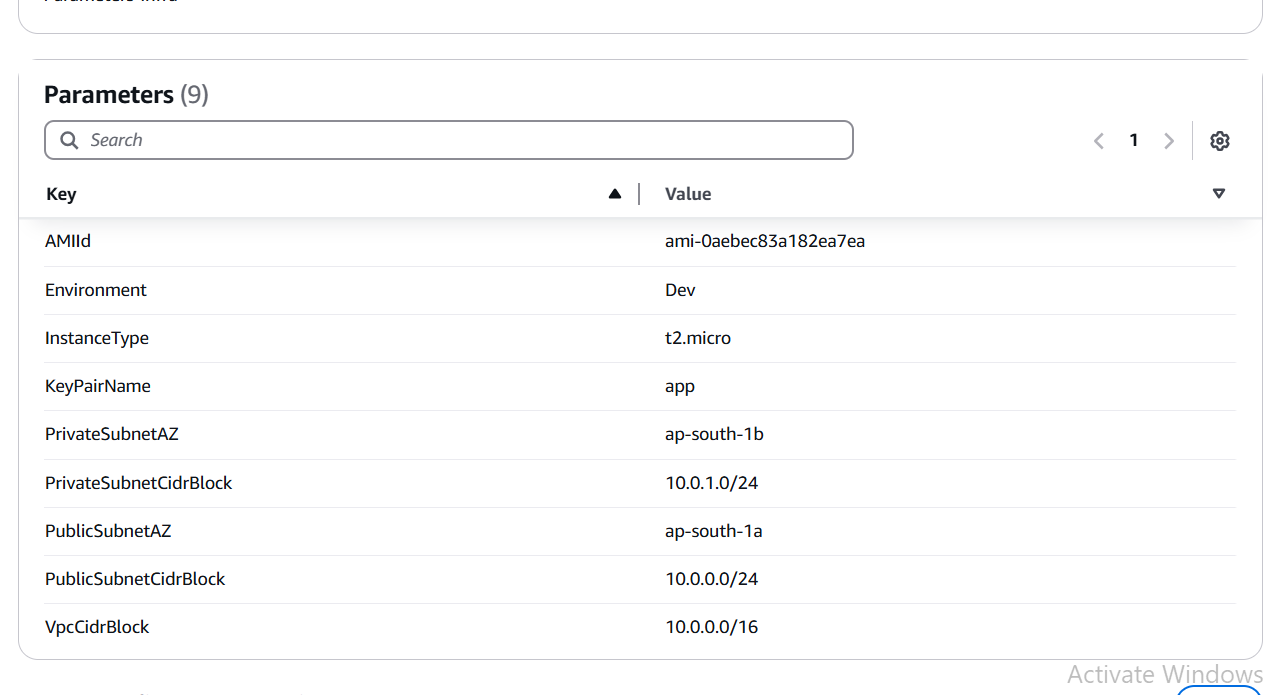 Parameters (9)
Search
1
Key Value
AMIId ami-0aebec83a182ea7ea
Environment Dev
InstanceType t2.micro
KeyPairName app
PrivateSubnetAZ ap-south-1b
PrivateSubnetCidrBlock 10.0.1.0/24
PublicSubnetAZ ap-south-1a
PublicSubnetCidrBlock 10.0.0.0/24
VpcCidrBlock 10.0.0.0/16
Activate Windows